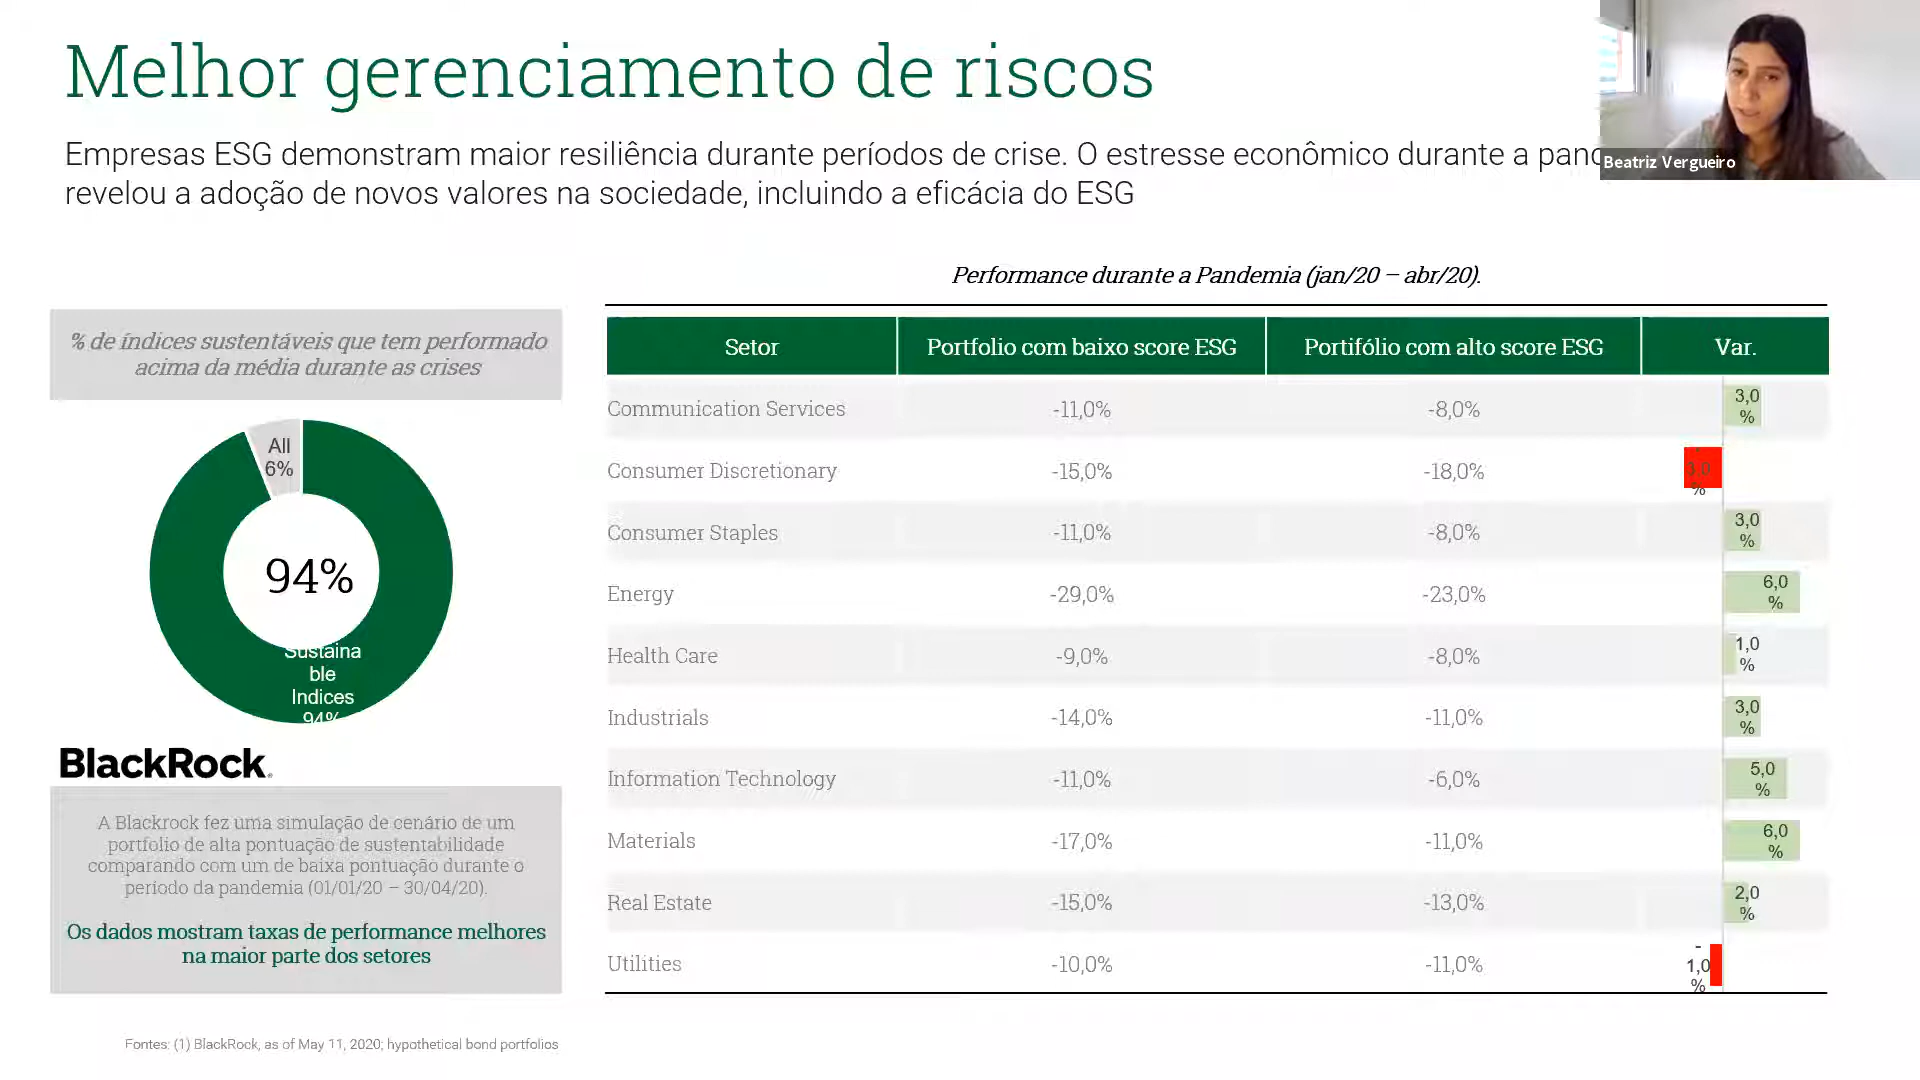 Melhor gerenciamento de riscos
Empresas ESG demonstram maior resiliência durante períodos de crise. O estresse econômico durante a
revelou a adoção de novos valores na sociedade, incluindo a eficácia do ESG
Beatriz Vergueiro
% de índices sustentáveis que tem performado
acima da média durante as crises
All
6%
94%
Sustaina
ble
Indices
94%
BlackRock
A Blackrock fez uma simulação de cenário de um
portfolio de alta pontuação de sustentabilidade
comparando com um de baixa pontuação durante o
período da pandemia (01/01/20 – 30/04/20).
Os dados mostram taxas de performance melhores
na maior parte dos setores
Performance durante a Pandemia (jan/20 – abr/20).
Setor Portfolio com baixo score ESG Portifólio com alto score ESG Var.
Communication Services -11,0% -8,0% 3,0%
Consumer Discretionary -15,0% -18,0% -3,0%
Consumer Staples -11,0% -8,0% 3,0%
Energy -29,0% -23,0% 6,0%
Health Care -9,0% -8,0% 1,0%
Industrials -14,0% -11,0% 3,0%
Information Technology -11,0% -6,0% 5,0%
Materials -17,0% -11,0% 6,0%
Real Estate -15,0% -13,0% 2,0%
Utilities -10,0% -11,0% -1,0%
Fontes: (1) BlackRock, as of May 11, 2020; hypothetical bond portfolios